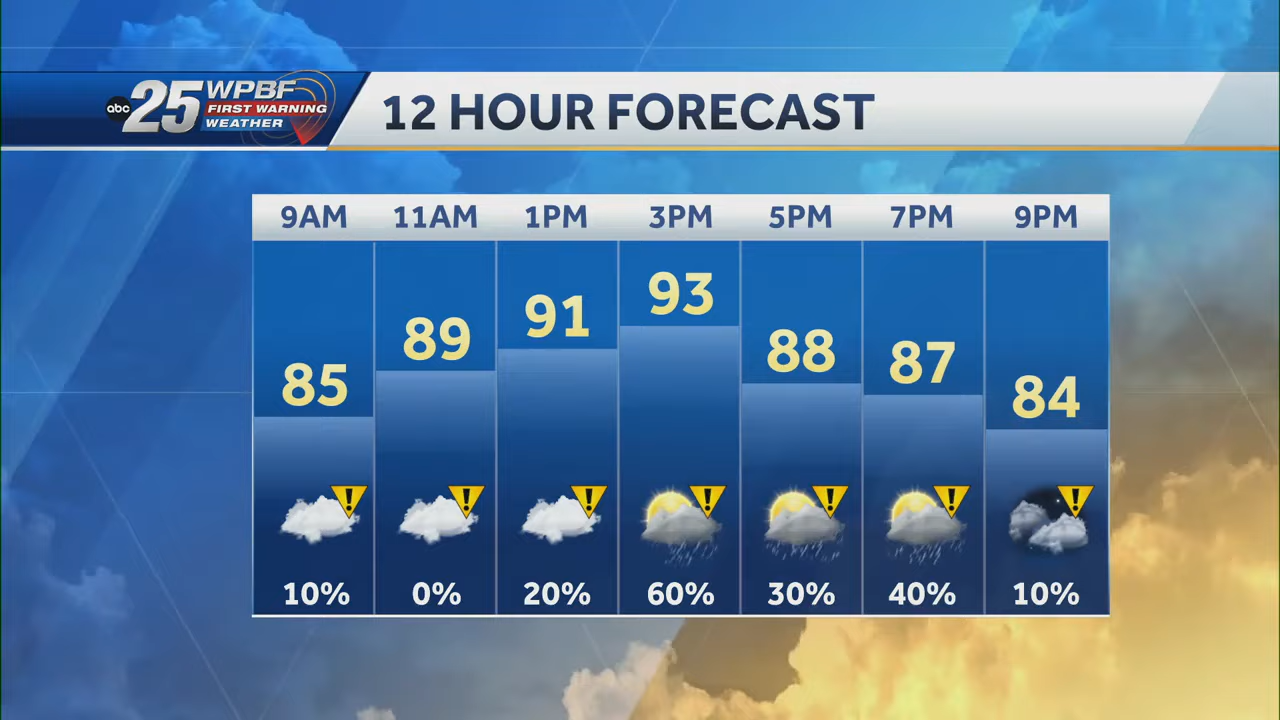 abc 25 WPBF
FIRST WARNING
WEATHER
12 HOUR FORECAST
9AM 11AM 1PM 3PM 5PM 7PM 9PM
85 89 91 93 88 87 84
! ! ! ! ! ! !
10% 0% 20% 60% 30% 40% 10%